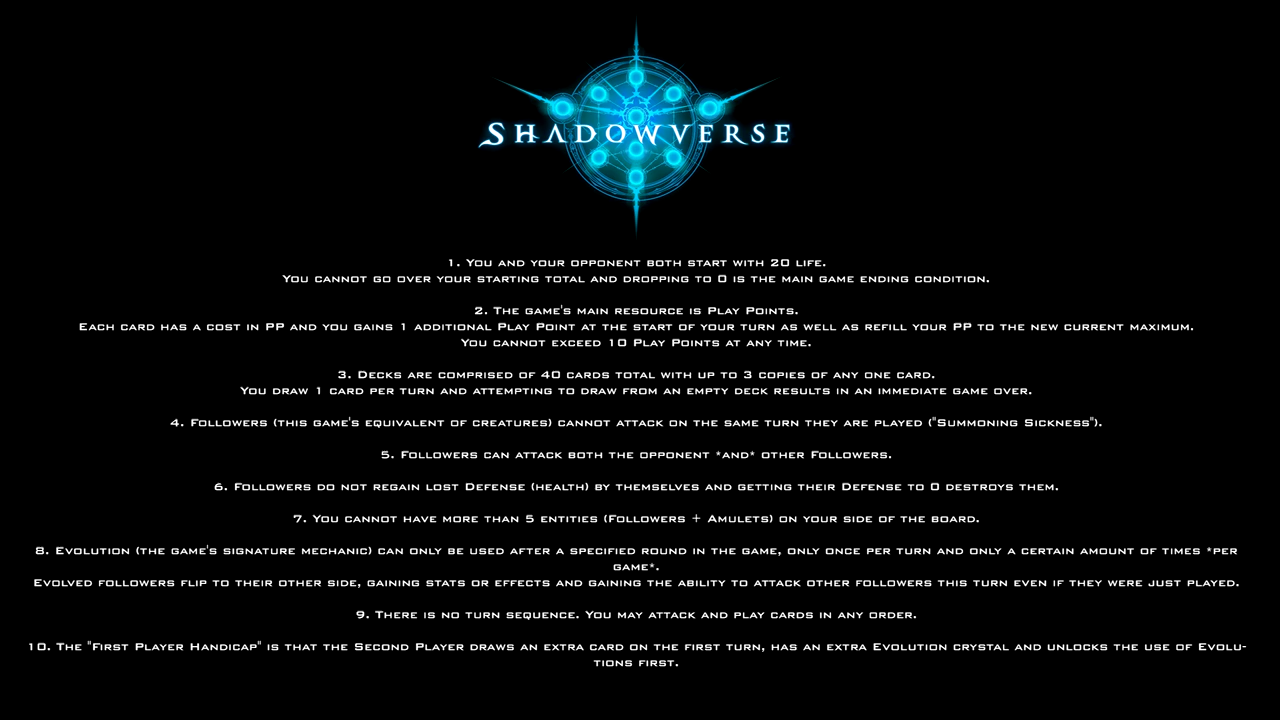 SHADOWVERSE
1. You and your opponent both start with 20 life.
You cannot go over your starting total and dropping to 0 is the main game ending condition.
2. The game's main resource is Play Points.
Each card has a cost in PP and you gains 1 additional Play Point at the start of your turn as well as refill your PP to the new current maximum.
You cannot exceed 10 Play Points at any time.
3. Decks are comprised of 40 cards total with up to 3 copies of any one card.
You draw 1 card per turn and attempting to draw from an empty deck results in an immediate game over.
4. Followers (this game's equivalent of creatures) cannot attack on the same turn they are played ("Summoning Sickness").
5. Followers can attack both the opponent *and* other Followers.
6. Followers do not regain lost Defense (health) by themselves and getting their Defense to 0 destroys them.
7. You cannot have more than 5 entities (Followers + Amulets) on your side of the board.
8. Evolution (the game's signature mechanic) can only be used after a specified round in the game, only once per turn and only a certain amount of times *per
game*.
Evolved followers flip to their other side, gaining stats or effects and gaining the ability to attack other followers this turn even if they were just played.
9. There is no turn sequence. You may attack and play cards in any order.
10. The "First Player Handicap" is that the Second Player draws an extra card on the first turn, has an extra Evolution crystal and unlocks the use of Evolu-
tions first.